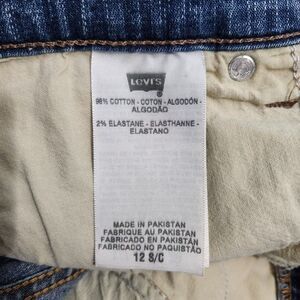 Levi's
98% COTTON - COTON - ALGODÓN -
ALGODÃO
2% ELASTANE - ELASTHANNE -
ELASTANO
MADE IN PAKISTAN
FABRIQUE AU PAKISTAN
FABRICADO EN PAKISTÁN
FABRICADO NO PAQUISTÃO
12 S/C